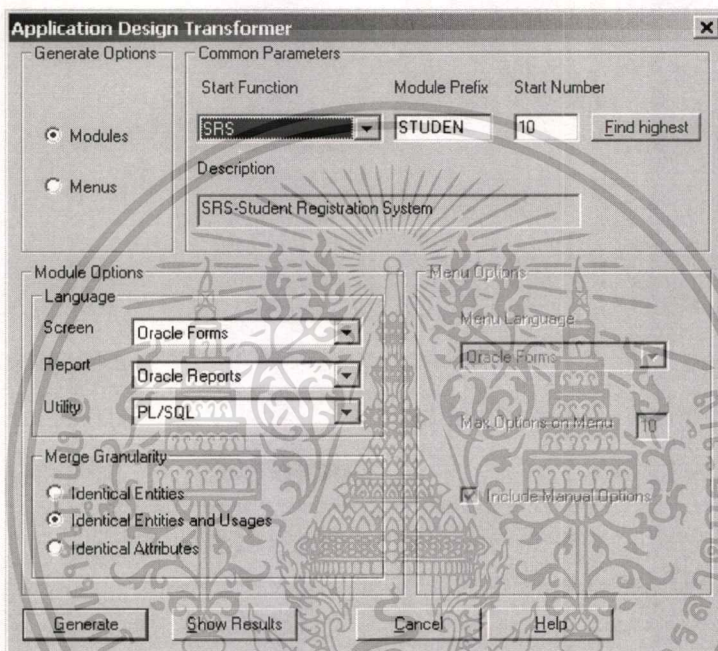 Application Design Transformer
Generate Options
Modules
Menus
Common Parameters
Start Function Module Prefix Start Number
SRS STUDEN 10 Find highest
Description
SRS-Student Registration System
Module Options
Language
Screen Oracle Forms
Report Oracle Reports
Utility PL/SQL
Merge Granularity
Identical Entities
Identical Entities and Usages
Identical Attributes
Menu Options
Menu Language
Oracle Forms
Max Options on Menu 10
Include Manual Options
Generate Show Results Cancel Help